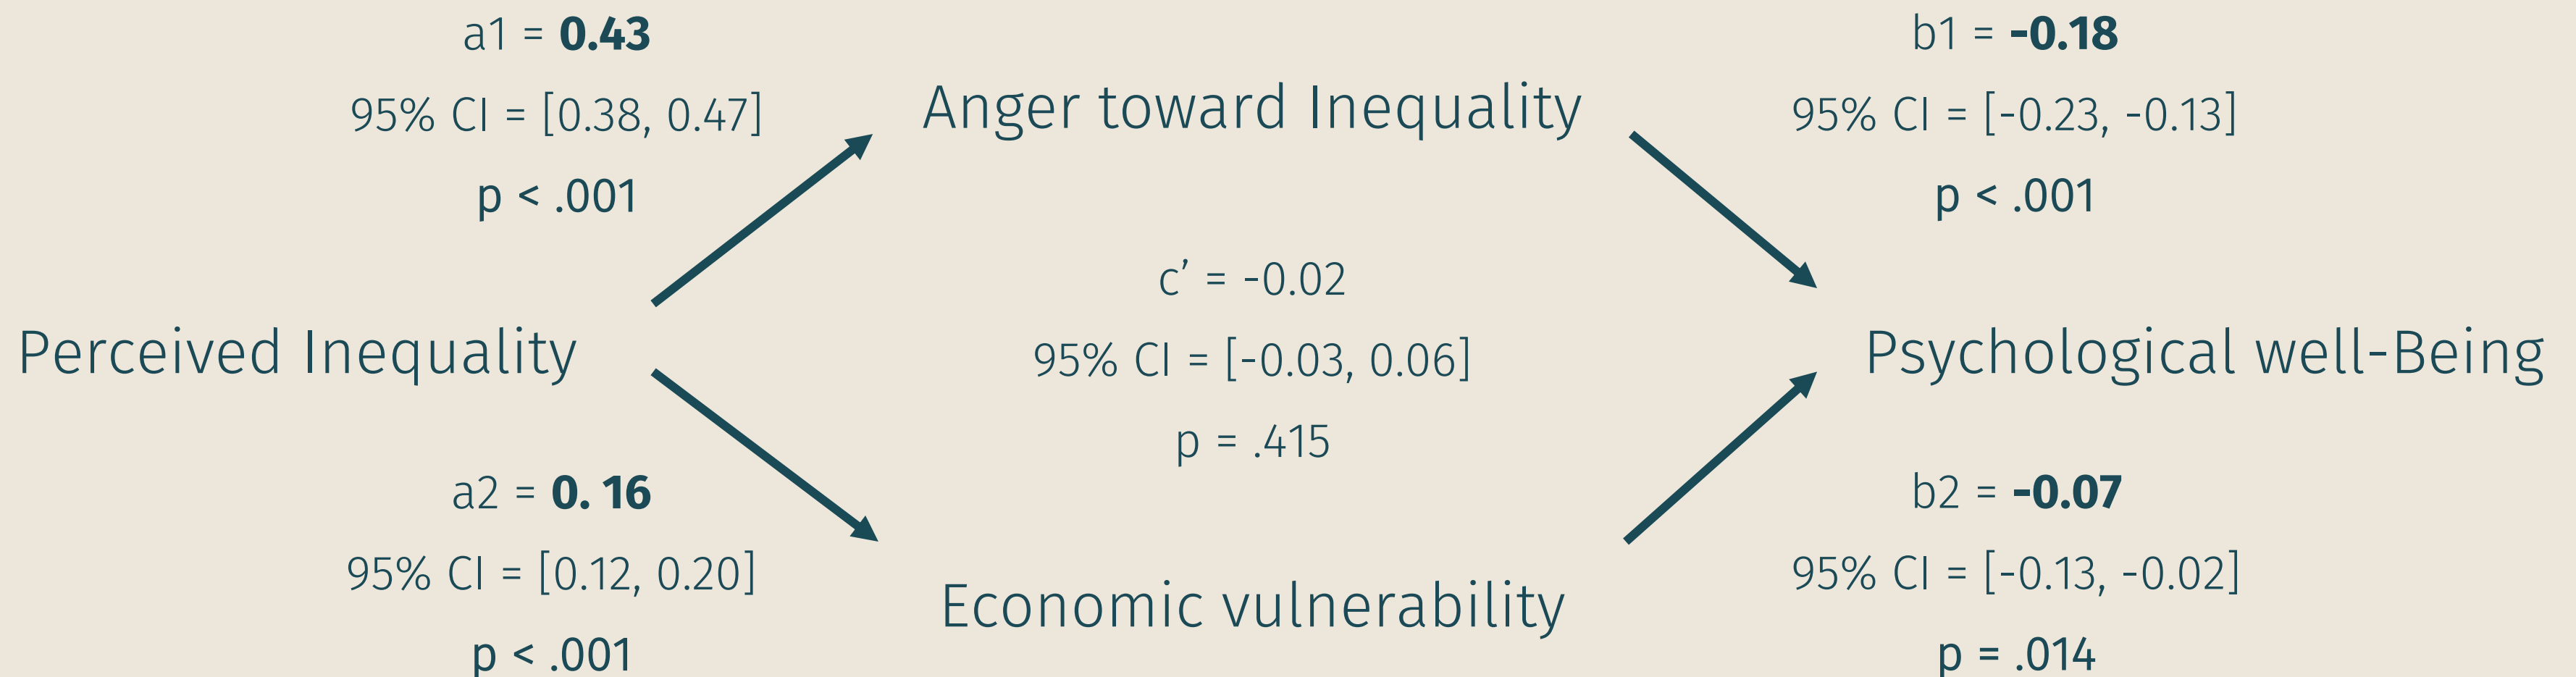 a1 = 0.43
95% CI = [0.38, 0.47]
p < .001
Anger toward Inequality
b1 = -0.18
95% CI = [-0.23, -0.13]
p < .001
Perceived Inequality
c’ = -0.02
95% CI = [-0.03, 0.06]
p = .415
Psychological well-Being
a2 = 0. 16
95% CI = [0.12, 0.20]
p < .001
Economic vulnerability
b2 = -0.07
95% CI = [-0.13, -0.02]
p = .014